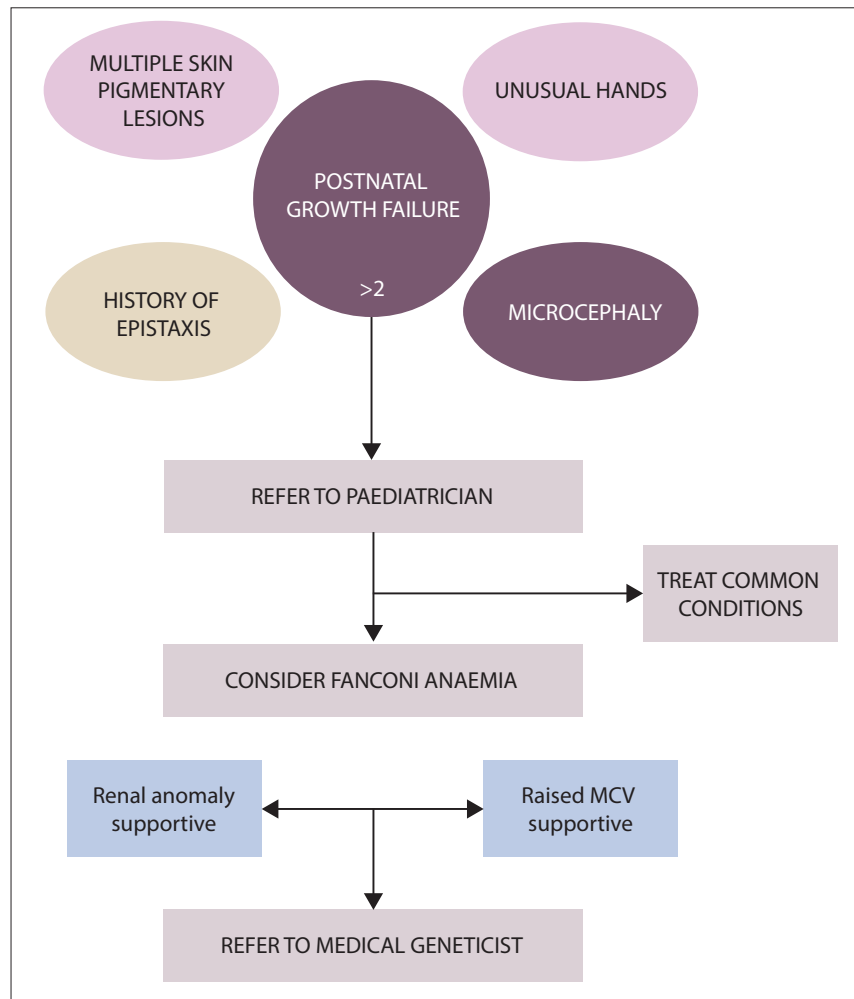 MULTIPLE SKIN
PIGMENTARY
LESIONS
UNUSUAL HANDS
POSTNATAL
GROWTH FAILURE
>2
HISTORY OF
EPISTAXIS
MICROCEPHALY
REFER TO PAEDIATRICIAN
TREAT COMMON
CONDITIONS
CONSIDER FANCONI ANAEMIA
Renal anomaly
supportive
Raised MCV
supportive
REFER TO MEDICAL GENETICIST